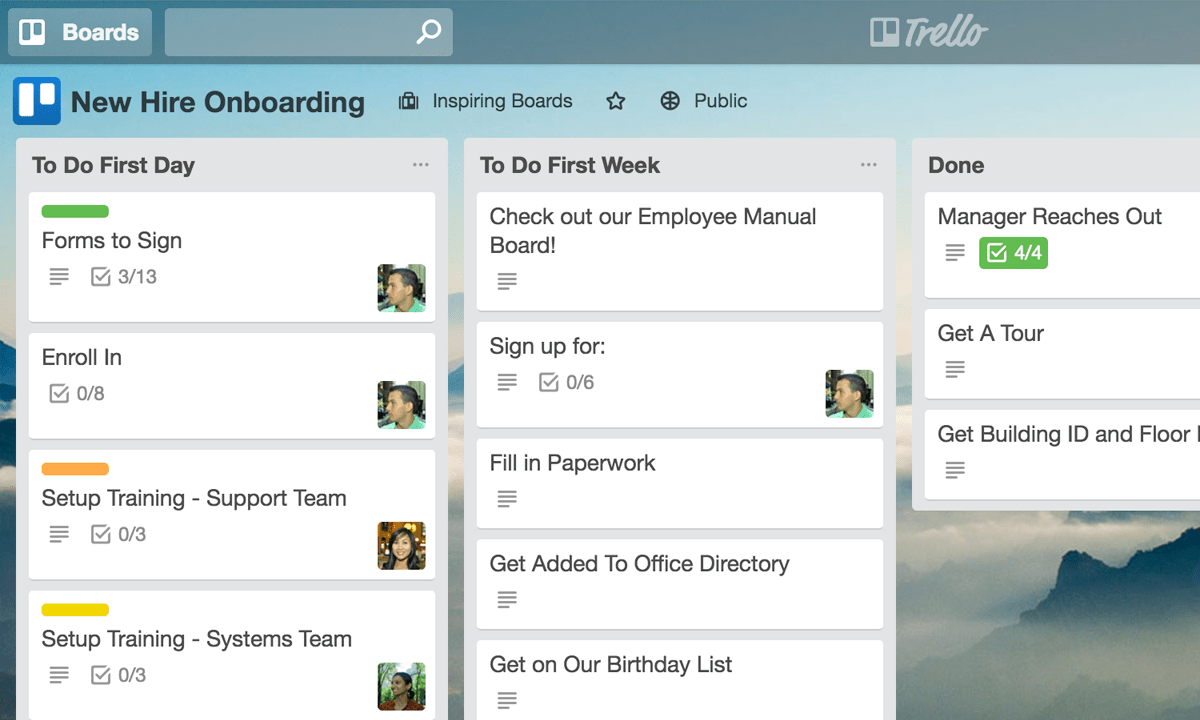 Boards
Trello
New Hire Onboarding
Inspiring Boards
Public
To Do First Day
Forms to Sign
3/13
Enroll In
0/8
Setup Training - Support Team
0/3
Setup Training - Systems Team
0/3
To Do First Week
Check out our Employee Manual
Board!
Sign up for:
0/6
Fill in Paperwork
Get Added To Office Directory
Get on Our Birthday List
Done
Manager Reaches Out
4/4
Get A Tour
Get Building ID and Floor